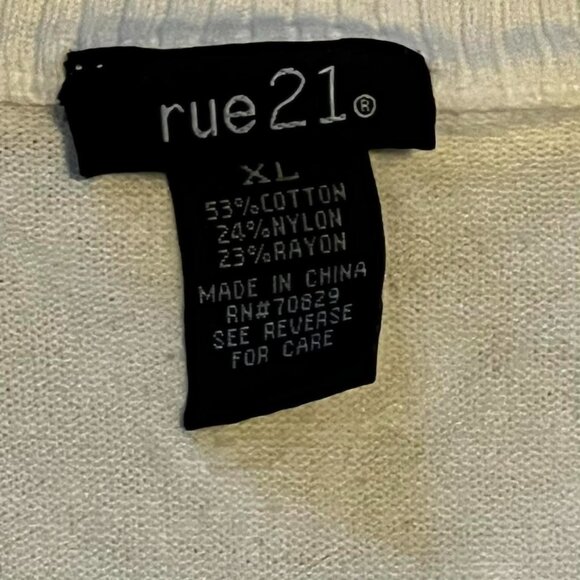 rue21®
XL
53%COTTON
24%NYLON
23%RAYON
MADE IN CHINA
RN#70829
SEE REVERSE
FOR CARE